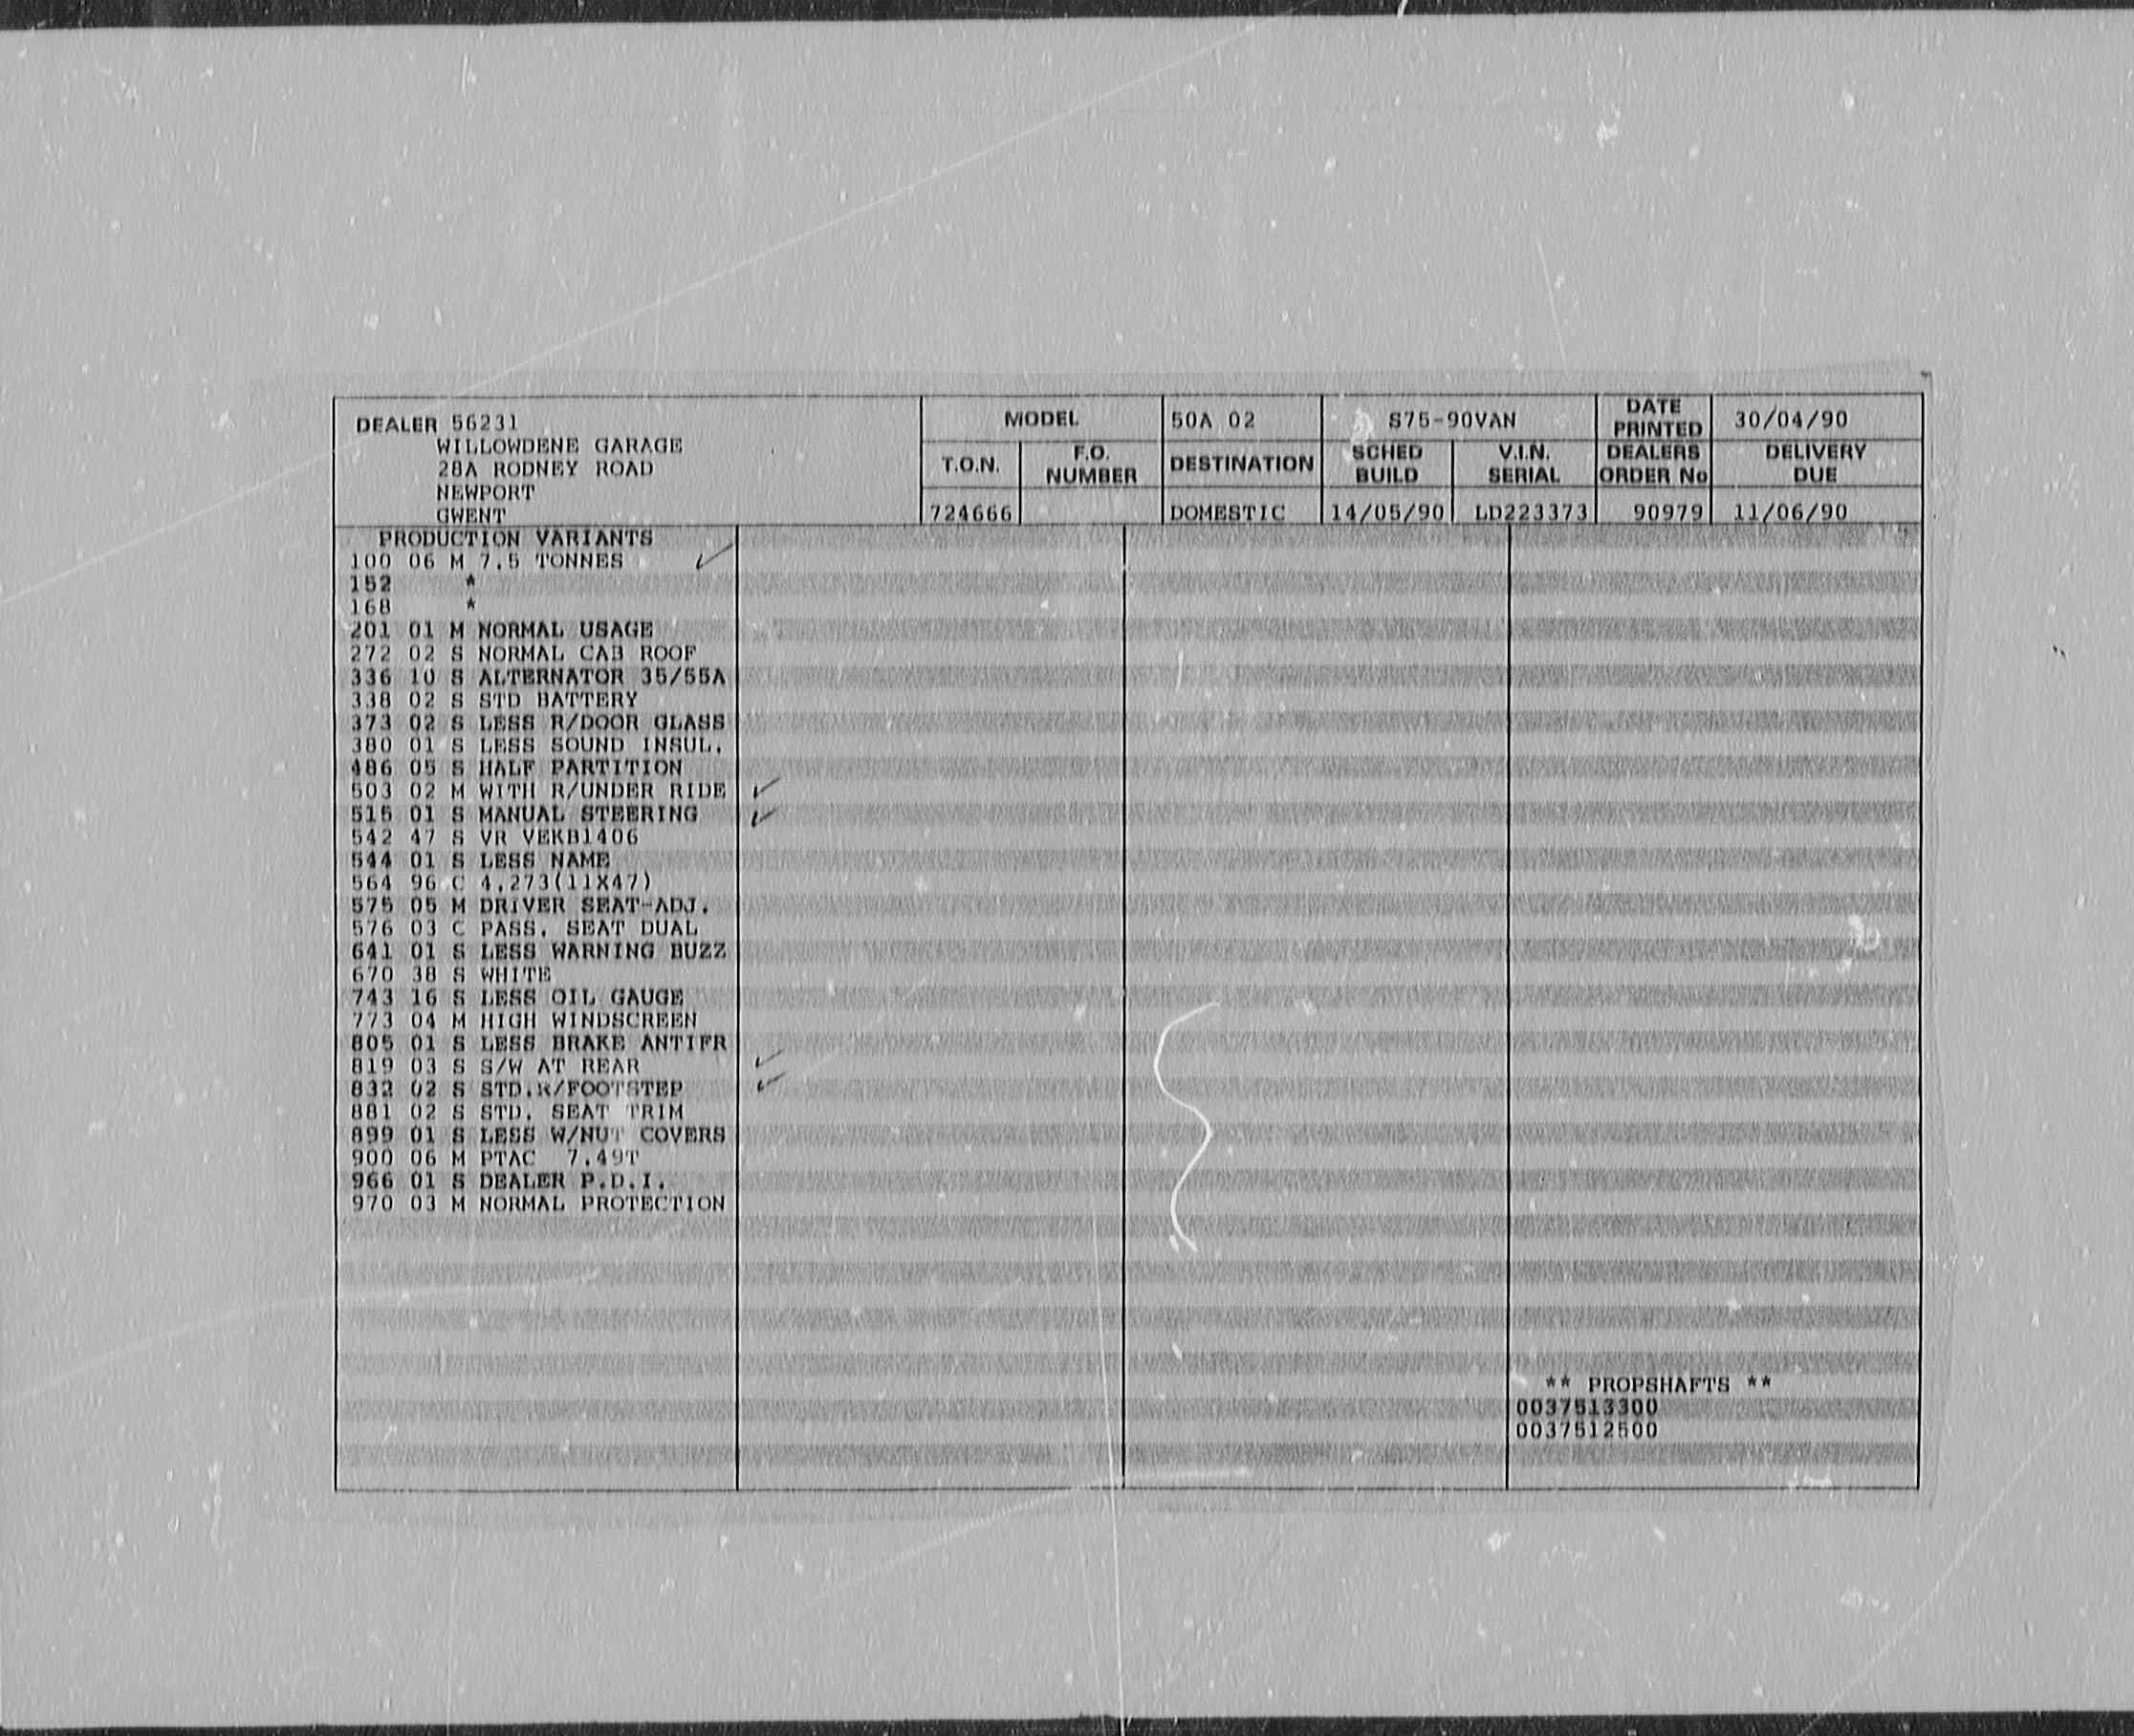 DEALER 56231
WILLOWDENE GARAGE
28A RODNEY ROAD
NEWPORT
GWENT
MODEL 50A 02 S75-90VAN DATE PRINTED 30/04/90
T.O.N. F.O. NUMBER DESTINATION SCHED BUILD V.I.N. SERIAL DEALERS ORDER No DELIVERY DUE
724666 DOMESTIC 14/05/90 LD223373 90979 11/06/90
PRODUCTION VARIANTS
100 06 M 7.5 TONNES
152 *
168 *
201 01 M NORMAL USAGE
272 02 S NORMAL CAB ROOF
336 10 S ALTERNATOR 35/55A
338 02 S STD BATTERY
373 02 S LESS R/DOOR GLASS
380 01 S LESS SOUND INSUL.
486 05 S HALF PARTITION
503 02 M WITH R/UNDER RIDE
515 01 S MANUAL STEERING
542 47 S VR VEKB1406
544 01 S LESS NAME
564 96 C 4.273(11X47)
575 05 M DRIVER SEAT-ADJ.
576 03 C PASS. SEAT DUAL
641 01 S LESS WARNING BUZZ
670 38 S WHITE
743 16 S LESS OIL GAUGE
773 04 M HIGH WINDSCREEN
805 01 S LESS BRAKE ANTIFR
819 03 S S/W AT REAR
832 02 S STD.R/FOOTSTEP
881 02 S STD. SEAT TRIM
899 01 S LESS W/NUT COVERS
900 06 M PTAC 7.49T
966 01 S DEALER P.D.I.
970 03 M NORMAL PROTECTION
** PROPSHAFTS **
0037513300
0037512500